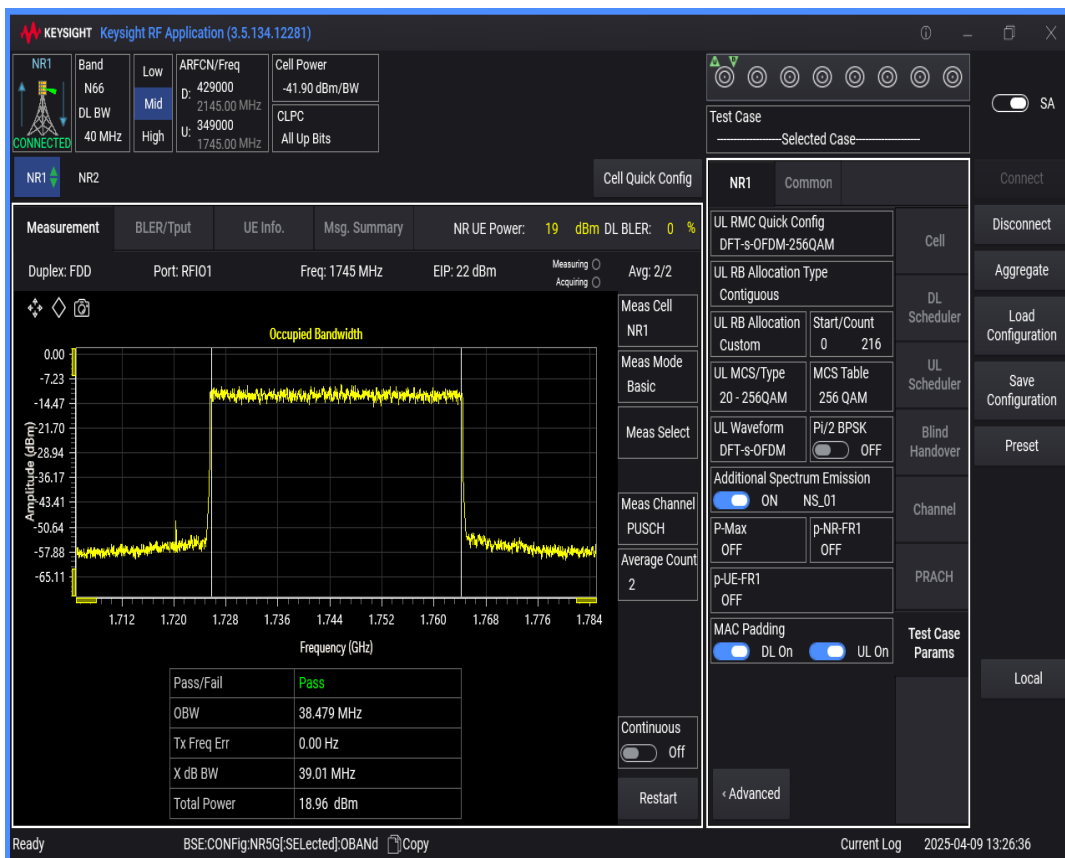 KEYSIGHT Keysight RF Application (3.5.134.12281)
NR1
CONNECTED
Band
N66
DL BW
40 MHz
Low
Mid
High
ARFCN/Freq
D: 429000
2145.00 MHz
U: 349000
1745.00 MHz
Cell Power
-41.90 dBm/BW
CLPC
All Up Bits
Test Case
----Selected Case----
SA
NR1
NR2
Cell Quick Config
Measurement
BLER/Tput
UE Info.
Msg. Summary
NR UE Power: 19 dBm DL BLER: 0 %
Duplex: FDD
Port: RFIO1
Freq: 1745 MHz
EIP: 22 dBm
Measuring
Acquiring
Avg: 2/2
Occupied Bandwidth
Amplitude (dBm)
0.00
-7.23
-14.47
-21.70
-28.94
-36.17
-43.41
-50.64
-57.88
-65.11
1.712 1.720 1.728 1.736 1.744 1.752 1.760 1.768 1.776 1.784
Frequency (GHz)
Pass/Fail Pass
OBW 38.479 MHz
Tx Freq Err 0.00 Hz
X dB BW 39.01 MHz
Total Power 18.96 dBm
Meas Cell
NR1
Meas Mode
Basic
Meas Select
Meas Channel
PUSCH
Average Count
2
Continuous
Off
Restart
NR1
Common
UL RMC Quick Config
DFT-s-OFDM-256QAM
UL RB Allocation Type
Contiguous
UL RB Allocation
Custom
Start/Count
0 216
UL MCS/Type
20 - 256QAM
MCS Table
256 QAM
UL Waveform
DFT-s-OFDM
Pi/2 BPSK
OFF
Additional Spectrum Emission
ON NS_01
P-Max
OFF
p-NR-FR1
OFF
p-UE-FR1
OFF
MAC Padding
DL On UL On
‹ Advanced
Cell
DL
Scheduler
UL
Scheduler
Blind
Handover
Channel
PRACH
Test Case
Params
Connect
Disconnect
Aggregate
Load
Configuration
Save
Configuration
Preset
Local
Ready
BSE:CONFig:NR5G[:SELected]:OBANd Copy
Current Log
2025-04-09 13:26:36